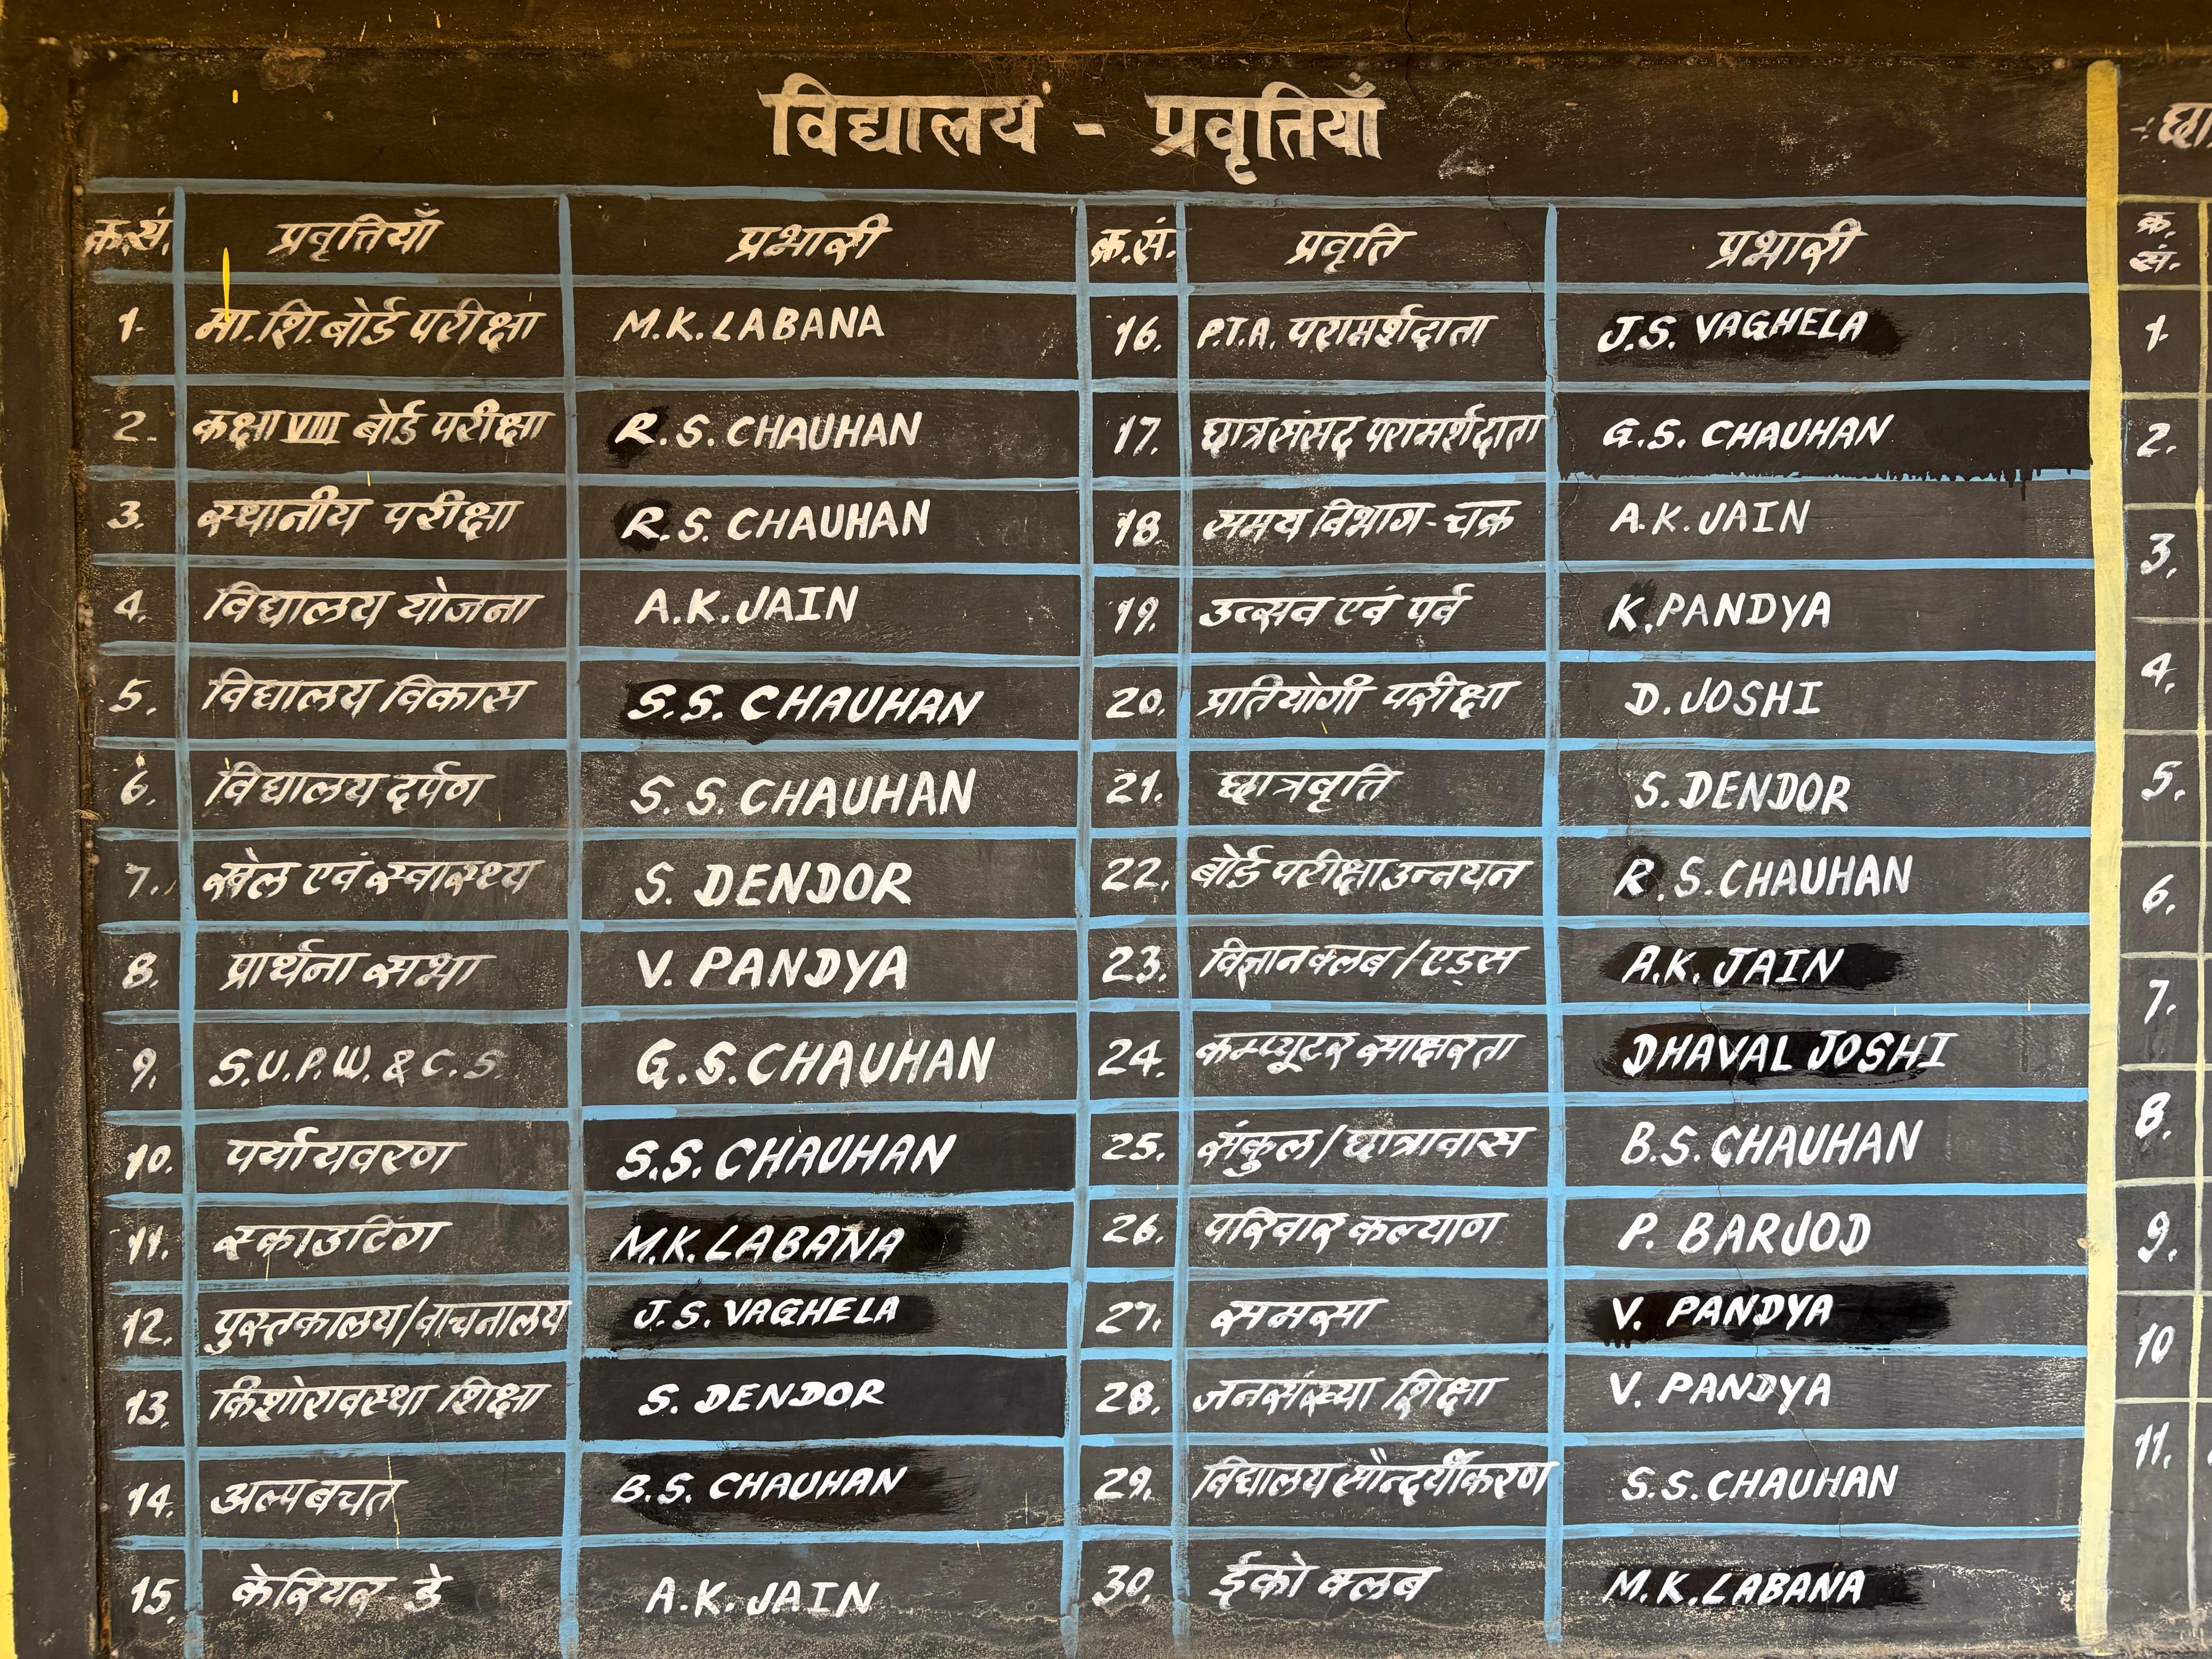 विद्यालय - प्रवृत्तियाँ
क्र.सं. प्रवृत्तियाँ प्रभारी
1. मा.शि.बोर्ड परीक्षा M.K.LABANA
2. कक्षा VIII बोर्ड परीक्षा R.S.CHAUHAN
3. स्थानीय परीक्षा R.S.CHAUHAN
4. विद्यालय योजना A.K.JAIN
5. विद्यालय विकास S.S.CHAUHAN
6. विद्यालय दर्पण S.S.CHAUHAN
7. खेल एवं स्वास्थ्य S. DENDOR
8. प्रार्थना सभा V. PANDYA
9. S.U.P.W. & C.S. G.S.CHAUHAN
10. पर्यायवरण S.S.CHAUHAN
11. स्काउटिंग M.K.LABANA
12. पुस्तकालय/वाचनालय J.S.VAGHELA
13. किशोरावस्था शिक्षा S. DENDOR
14. अल्पबचत B.S. CHAUHAN
15. केरियर-डे A.K.JAIN
क्र.सं. प्रवृति प्रभारी
16. P.T.A. परामर्शदाता J.S. VAGHELA
17. छात्रसंसद परामर्शदाता G.S. CHAUHAN
18. समय विभाग-चक्र A.K.JAIN
19. उत्सव एवं पर्व K.PANDYA
20. प्रतियोगी परीक्षा D.JOSHI
21. छात्रवृति S.DENDOR
22. बोर्ड परीक्षा उन्नयन R.S.CHAUHAN
23. विज्ञानक्लब/एड्स A.K. JAIN
24. कम्प्यूटर साक्षरता DHAVAL JOSHI
25. संकुल/छात्रावास B.S.CHAUHAN
26. परिवार कल्याण P. BARJOD
27. समसा V. PANDYA
28. जनसंख्या शिक्षा V. PANDYA
29. विद्यालय सौन्दर्यीकरण S.S.CHAUHAN
30. ईको क्लब M.K.LABANA
क्र.
सं.
1.
2.
3.
4.
5.
6.
7.
8.
9.
10
11.